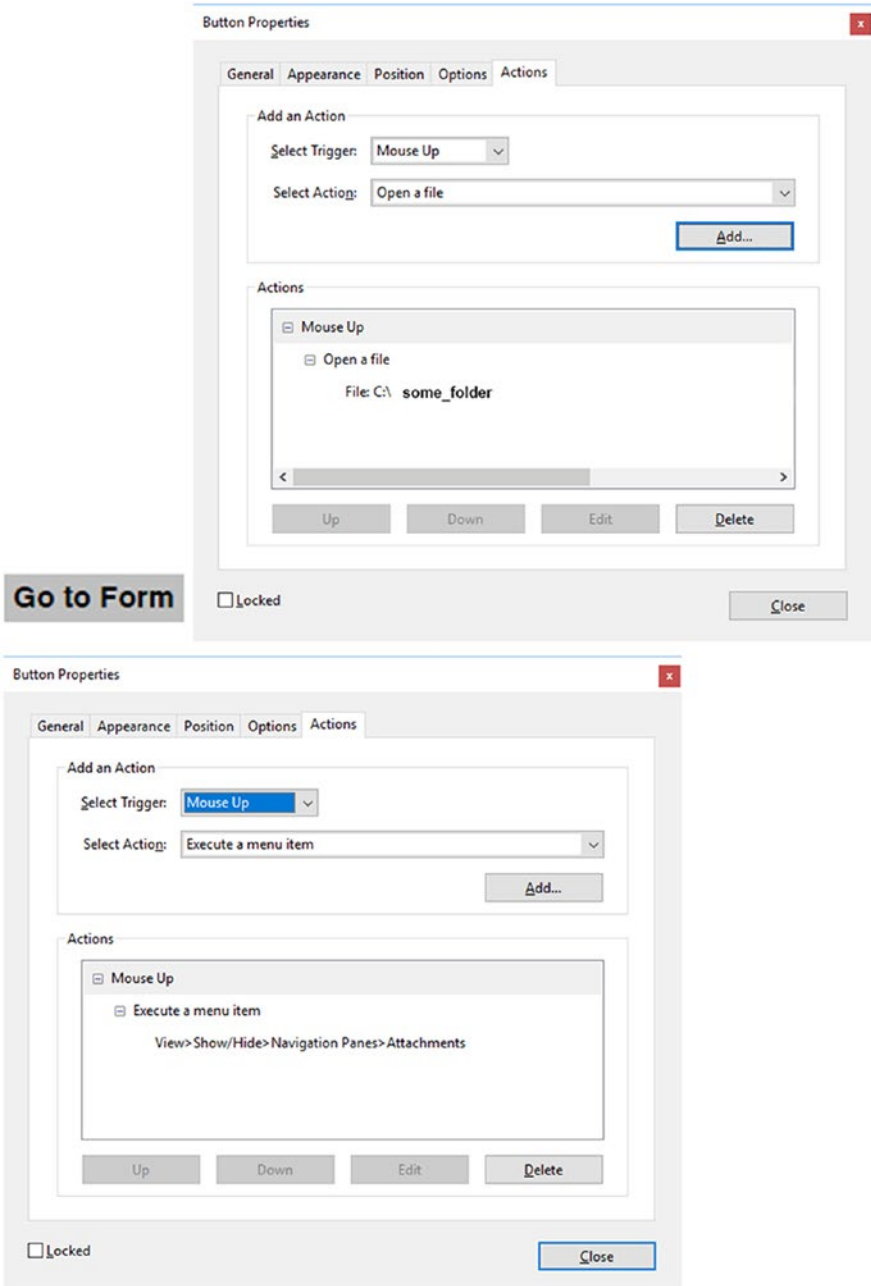 Button Properties
x
General Appearance Position Options Actions
Add an Action
Select Trigger: Mouse Up
Select Action: Open a file
Add...
Actions
Mouse Up
Open a file
File: C:\ some_folder
Up Down Edit Delete
Go to Form
Locked
Close
Button Properties
x
General Appearance Position Options Actions
Add an Action
Select Trigger: Mouse Up
Select Action: Execute a menu item
Add...
Actions
Mouse Up
Execute a menu item
View>Show/Hide>Navigation Panes>Attachments
Up Down Edit Delete
Locked
Close